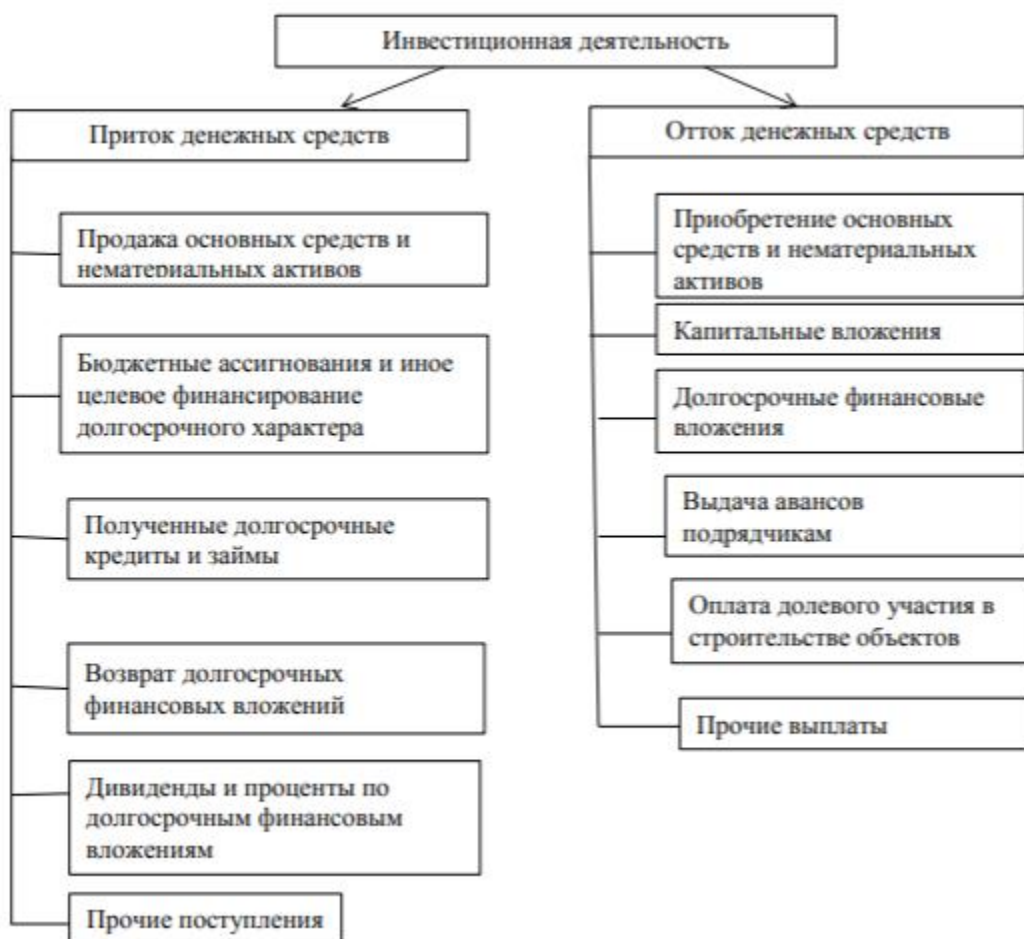 Инвестиционная деятельность
Приток денежных средств
Продажа основных средств и
нематериальных активов
Бюджетные ассигнования и иное
целевое финансирование
долгосрочного характера
Полученные долгосрочные
кредиты и займы
Возврат долгосрочных
финансовых вложений
Дивиденды и проценты по
долгосрочным финансовым
вложениям
Прочие поступления
Отток денежных средств
Приобретение основных
средств и нематериальных
активов
Капитальные вложения
Долгосрочные финансовые
вложения
Выдача авансов
подрядчикам
Оплата долевого участия в
строительстве объектов
Прочие выплаты